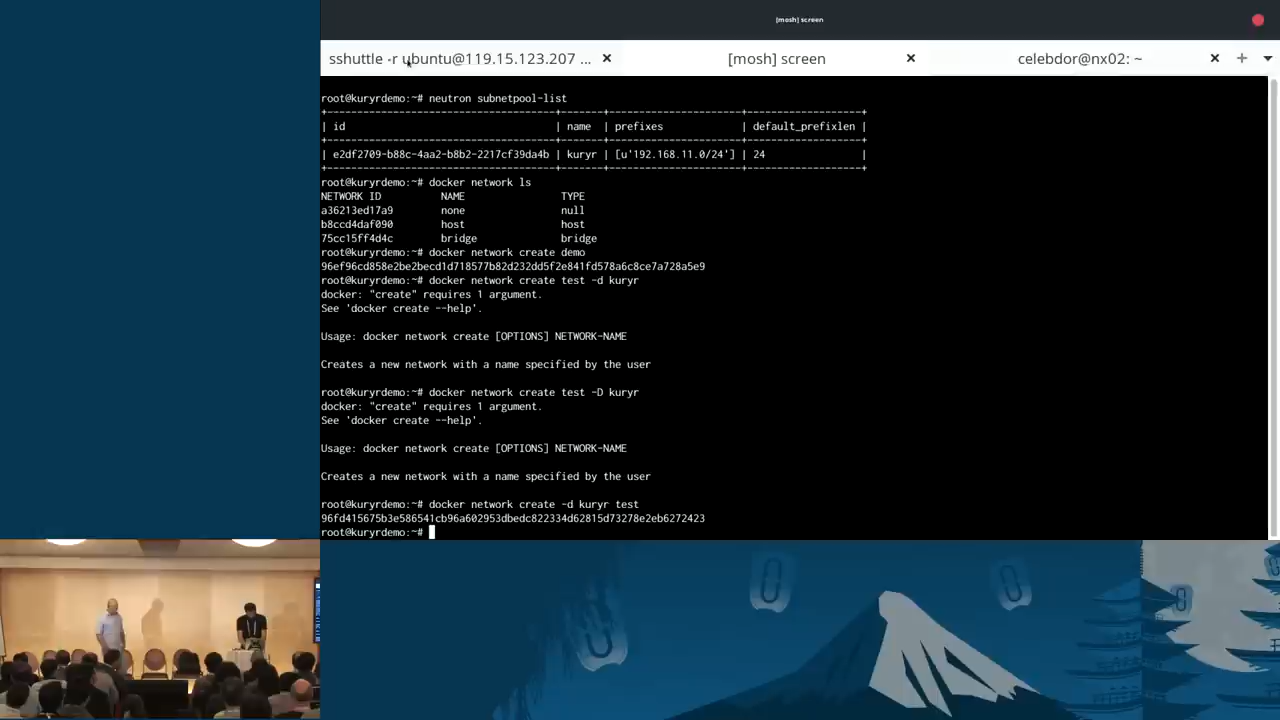 [mosh] screen
sshuttle -r ubuntu@119.15.123.207 ... × [mosh] screen × celebdor@nx02: ~ × +
root@kuryrdemo:~# neutron subnetpool-list
+--------------------------------------+-------+---------------------+-------------------+
| id | name | prefixes | default_prefixlen |
+--------------------------------------+-------+---------------------+-------------------+
| e2df2709-b88c-4aa2-b8b2-2217cf39da4b | kuryr | [u'192.168.11.0/24'] | 24 |
+--------------------------------------+-------+---------------------+-------------------+
root@kuryrdemo:~# docker network ls
NETWORK ID NAME TYPE
a36213ed17a9 none null
b8ccd4daf090 host host
75cc15ff4d4c bridge bridge
root@kuryrdemo:~# docker network create demo
96ef96cd858e2be2becd1d718577b82d232dd5f2e841fd578a6c8ce7a728a5e9
root@kuryrdemo:~# docker network create test -d kuryr
docker: "create" requires 1 argument.
See 'docker create --help'.
Usage: docker network create [OPTIONS] NETWORK-NAME
Creates a new network with a name specified by the user
root@kuryrdemo:~# docker network create test -D kuryr
docker: "create" requires 1 argument.
See 'docker create --help'.
Usage: docker network create [OPTIONS] NETWORK-NAME
Creates a new network with a name specified by the user
root@kuryrdemo:~# docker network create -d kuryr test
96fd415675b3e586541cb96a602953dbedc822334d62815d73278e2eb6272423
root@kuryrdemo:~#